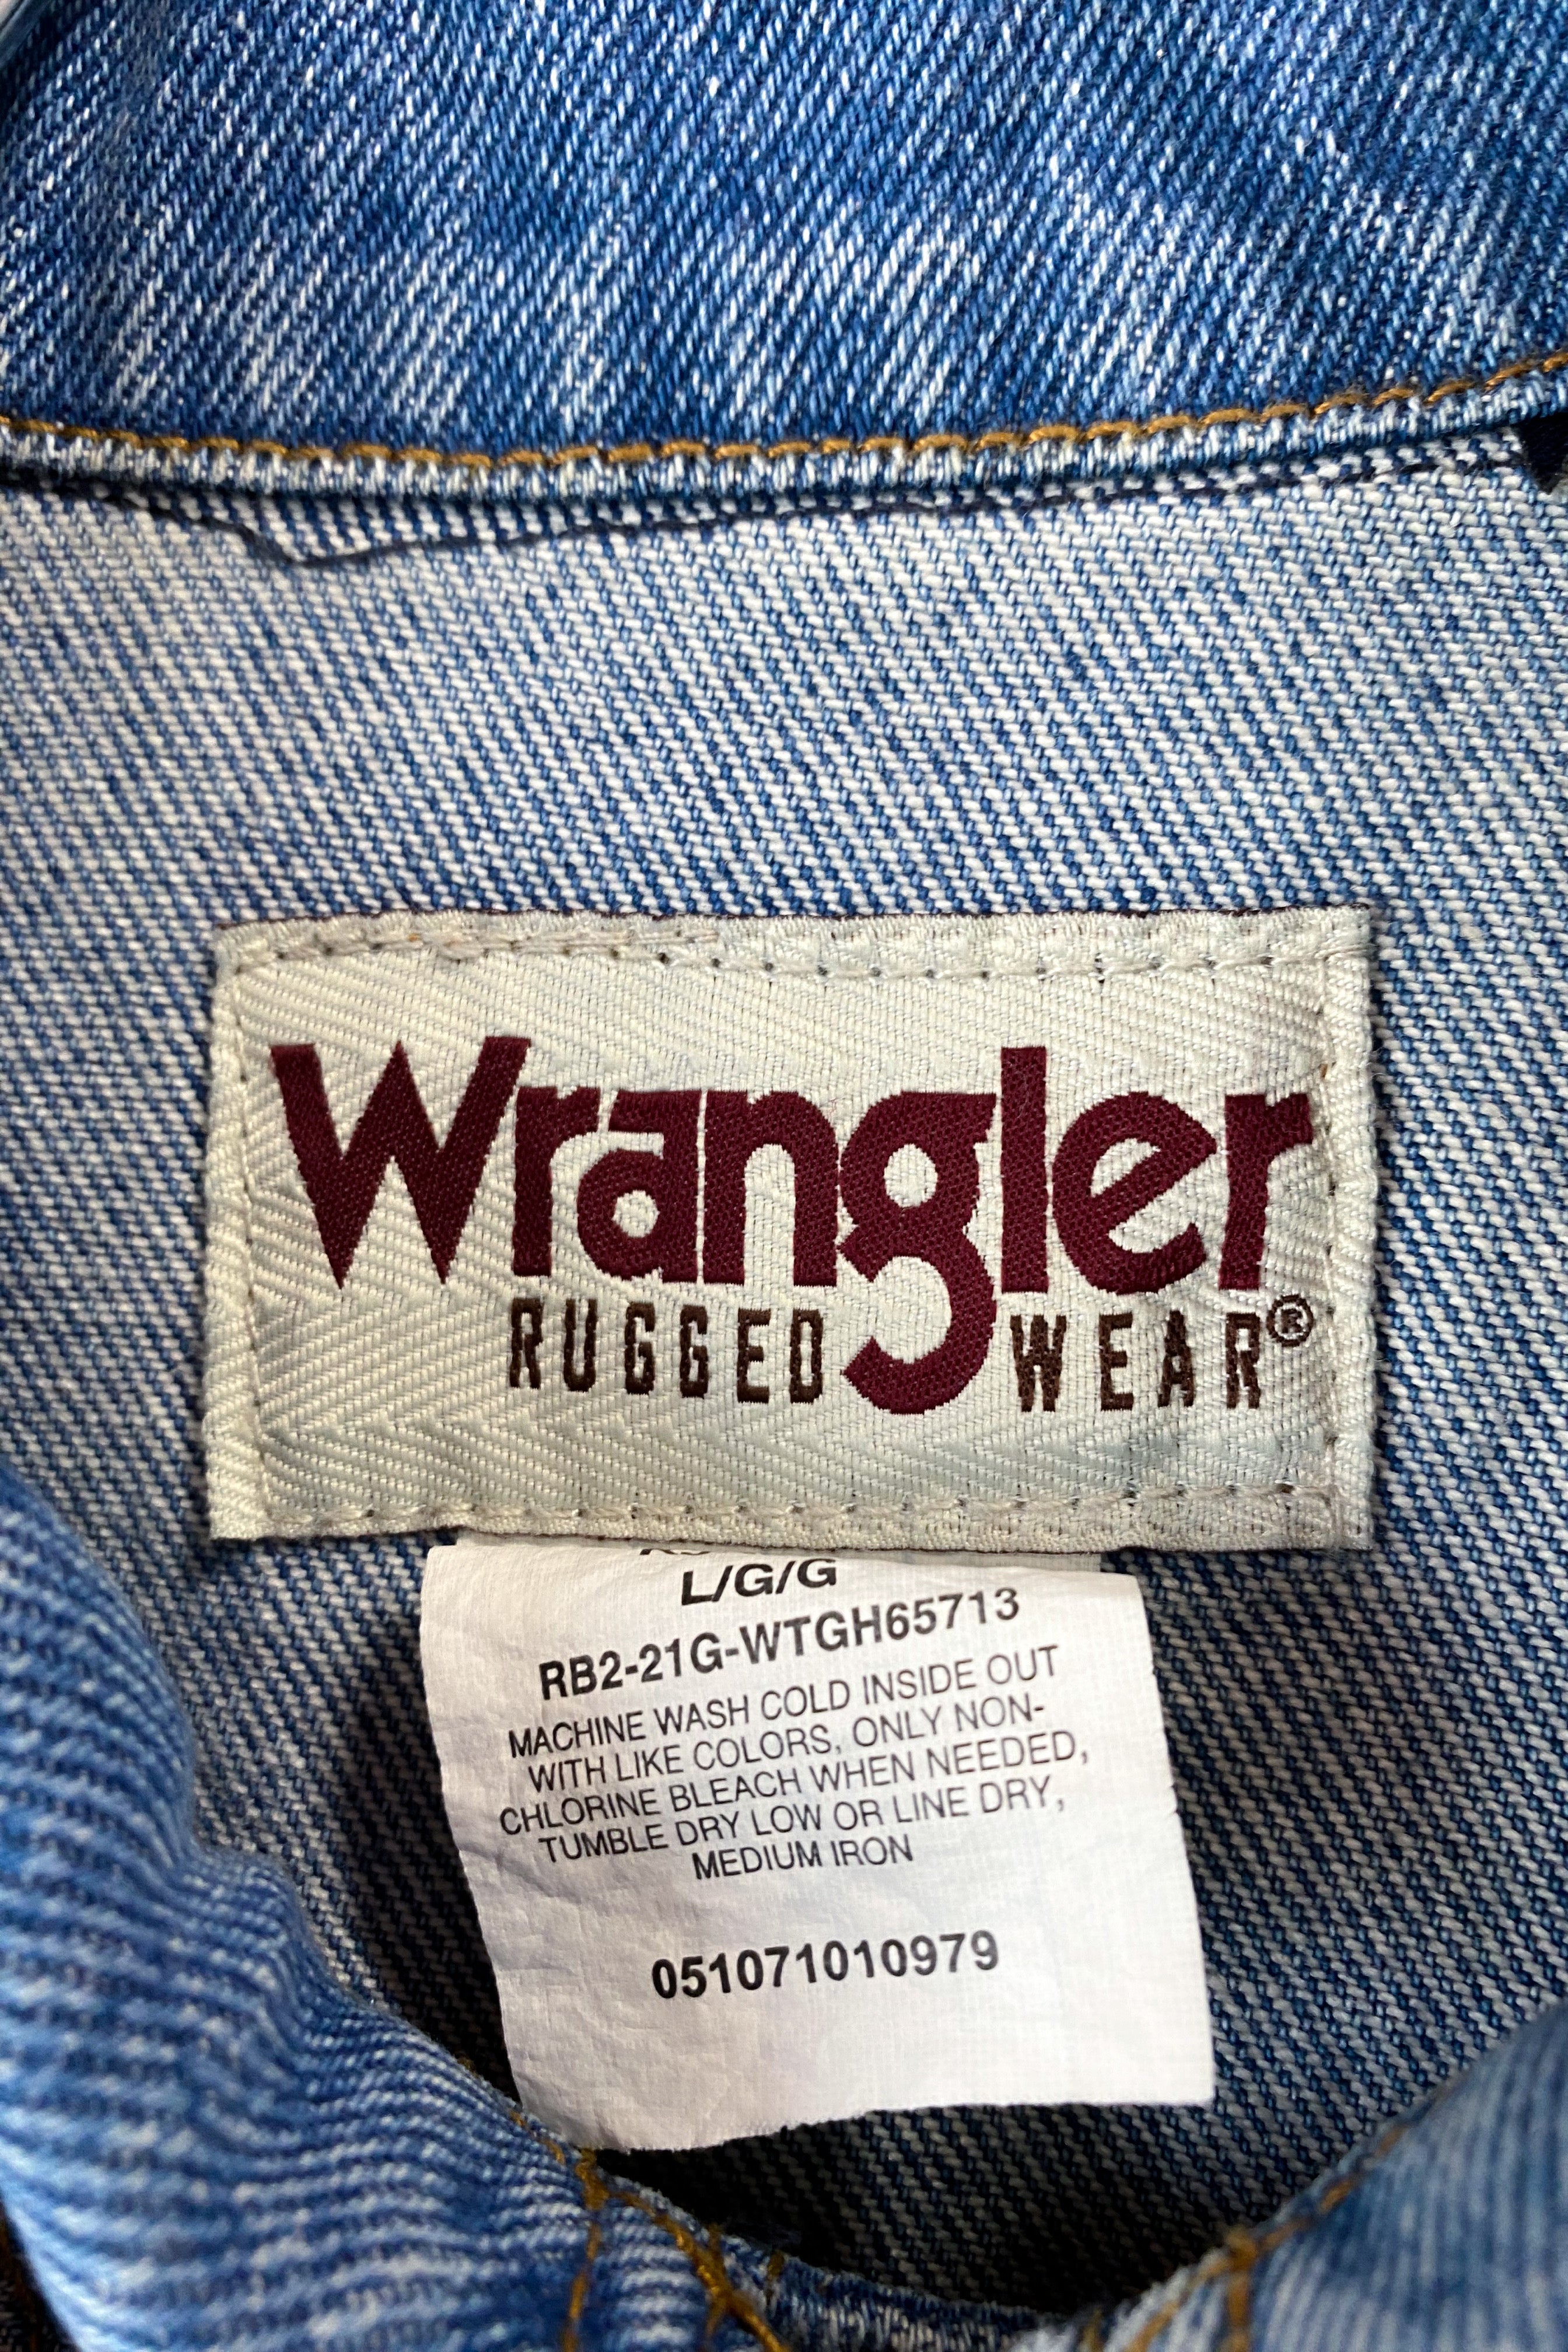 Wrangler
RUGGED WEAR®
L/G/G
RB2-21G-WTGH65713
MACHINE WASH COLD INSIDE OUT
WITH LIKE COLORS, ONLY NON-
CHLORINE BLEACH WHEN NEEDED,
TUMBLE DRY LOW OR LINE DRY,
MEDIUM IRON
051071010979